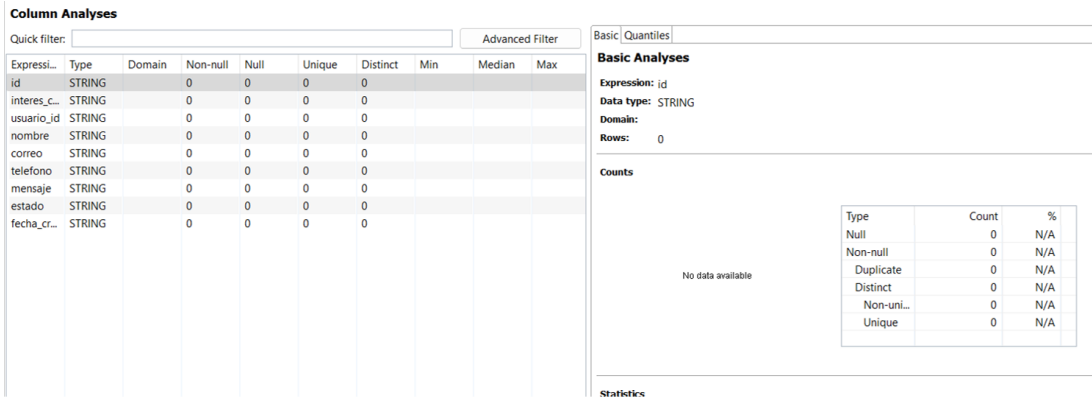 Column Analyses
Quick filter:
Advanced Filter
Expressi... Type Domain Non-null Null Unique Distinct Min Median Max
id STRING 0 0 0 0
interes_c... STRING 0 0 0 0
usuario_id STRING 0 0 0 0
nombre STRING 0 0 0 0
correo STRING 0 0 0 0
telefono STRING 0 0 0 0
mensaje STRING 0 0 0 0
estado STRING 0 0 0 0
fecha_cr... STRING 0 0 0 0
Basic Quantiles
Basic Analyses
Expression: id
Data type: STRING
Domain:
Rows: 0
Counts
No data available
Type Count %
Null 0 N/A
Non-null 0 N/A
Duplicate 0 N/A
Distinct 0 N/A
Non-uni... 0 N/A
Unique 0 N/A
Statistics